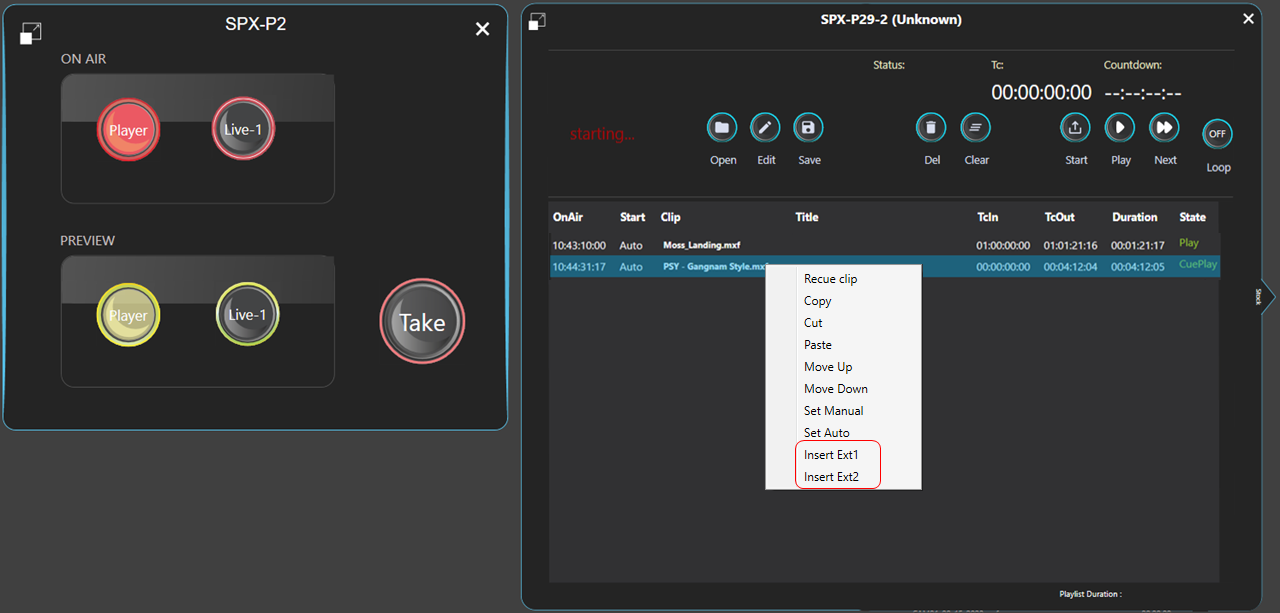 SPX-P2
ON AIR
Player
Live-1
PREVIEW
Player
Live-1
Take
SPX-P29-2 (Unknown)
Status:
Tc:
Countdown:
00:00:00:00
--:--:--:--
starting...
Open
Edit
Save
Del
Clear
Start
Play
Next
OFF
Loop
OnAir Start Clip Title TcIn TcOut Duration State
10:43:10:00 Auto Moss_Landing.mxf 01:00:00:00 01:01:21:16 00:01:21:17 Play
10:44:31:17 Auto PSY - Gangnam Style.mxf 00:00:00:00 00:04:12:04 00:04:12:05 CuePlay
Recue clip
Copy
Cut
Paste
Move Up
Move Down
Set Manual
Set Auto
Insert Ext1
Insert Ext2
Stock
Playlist Duration :